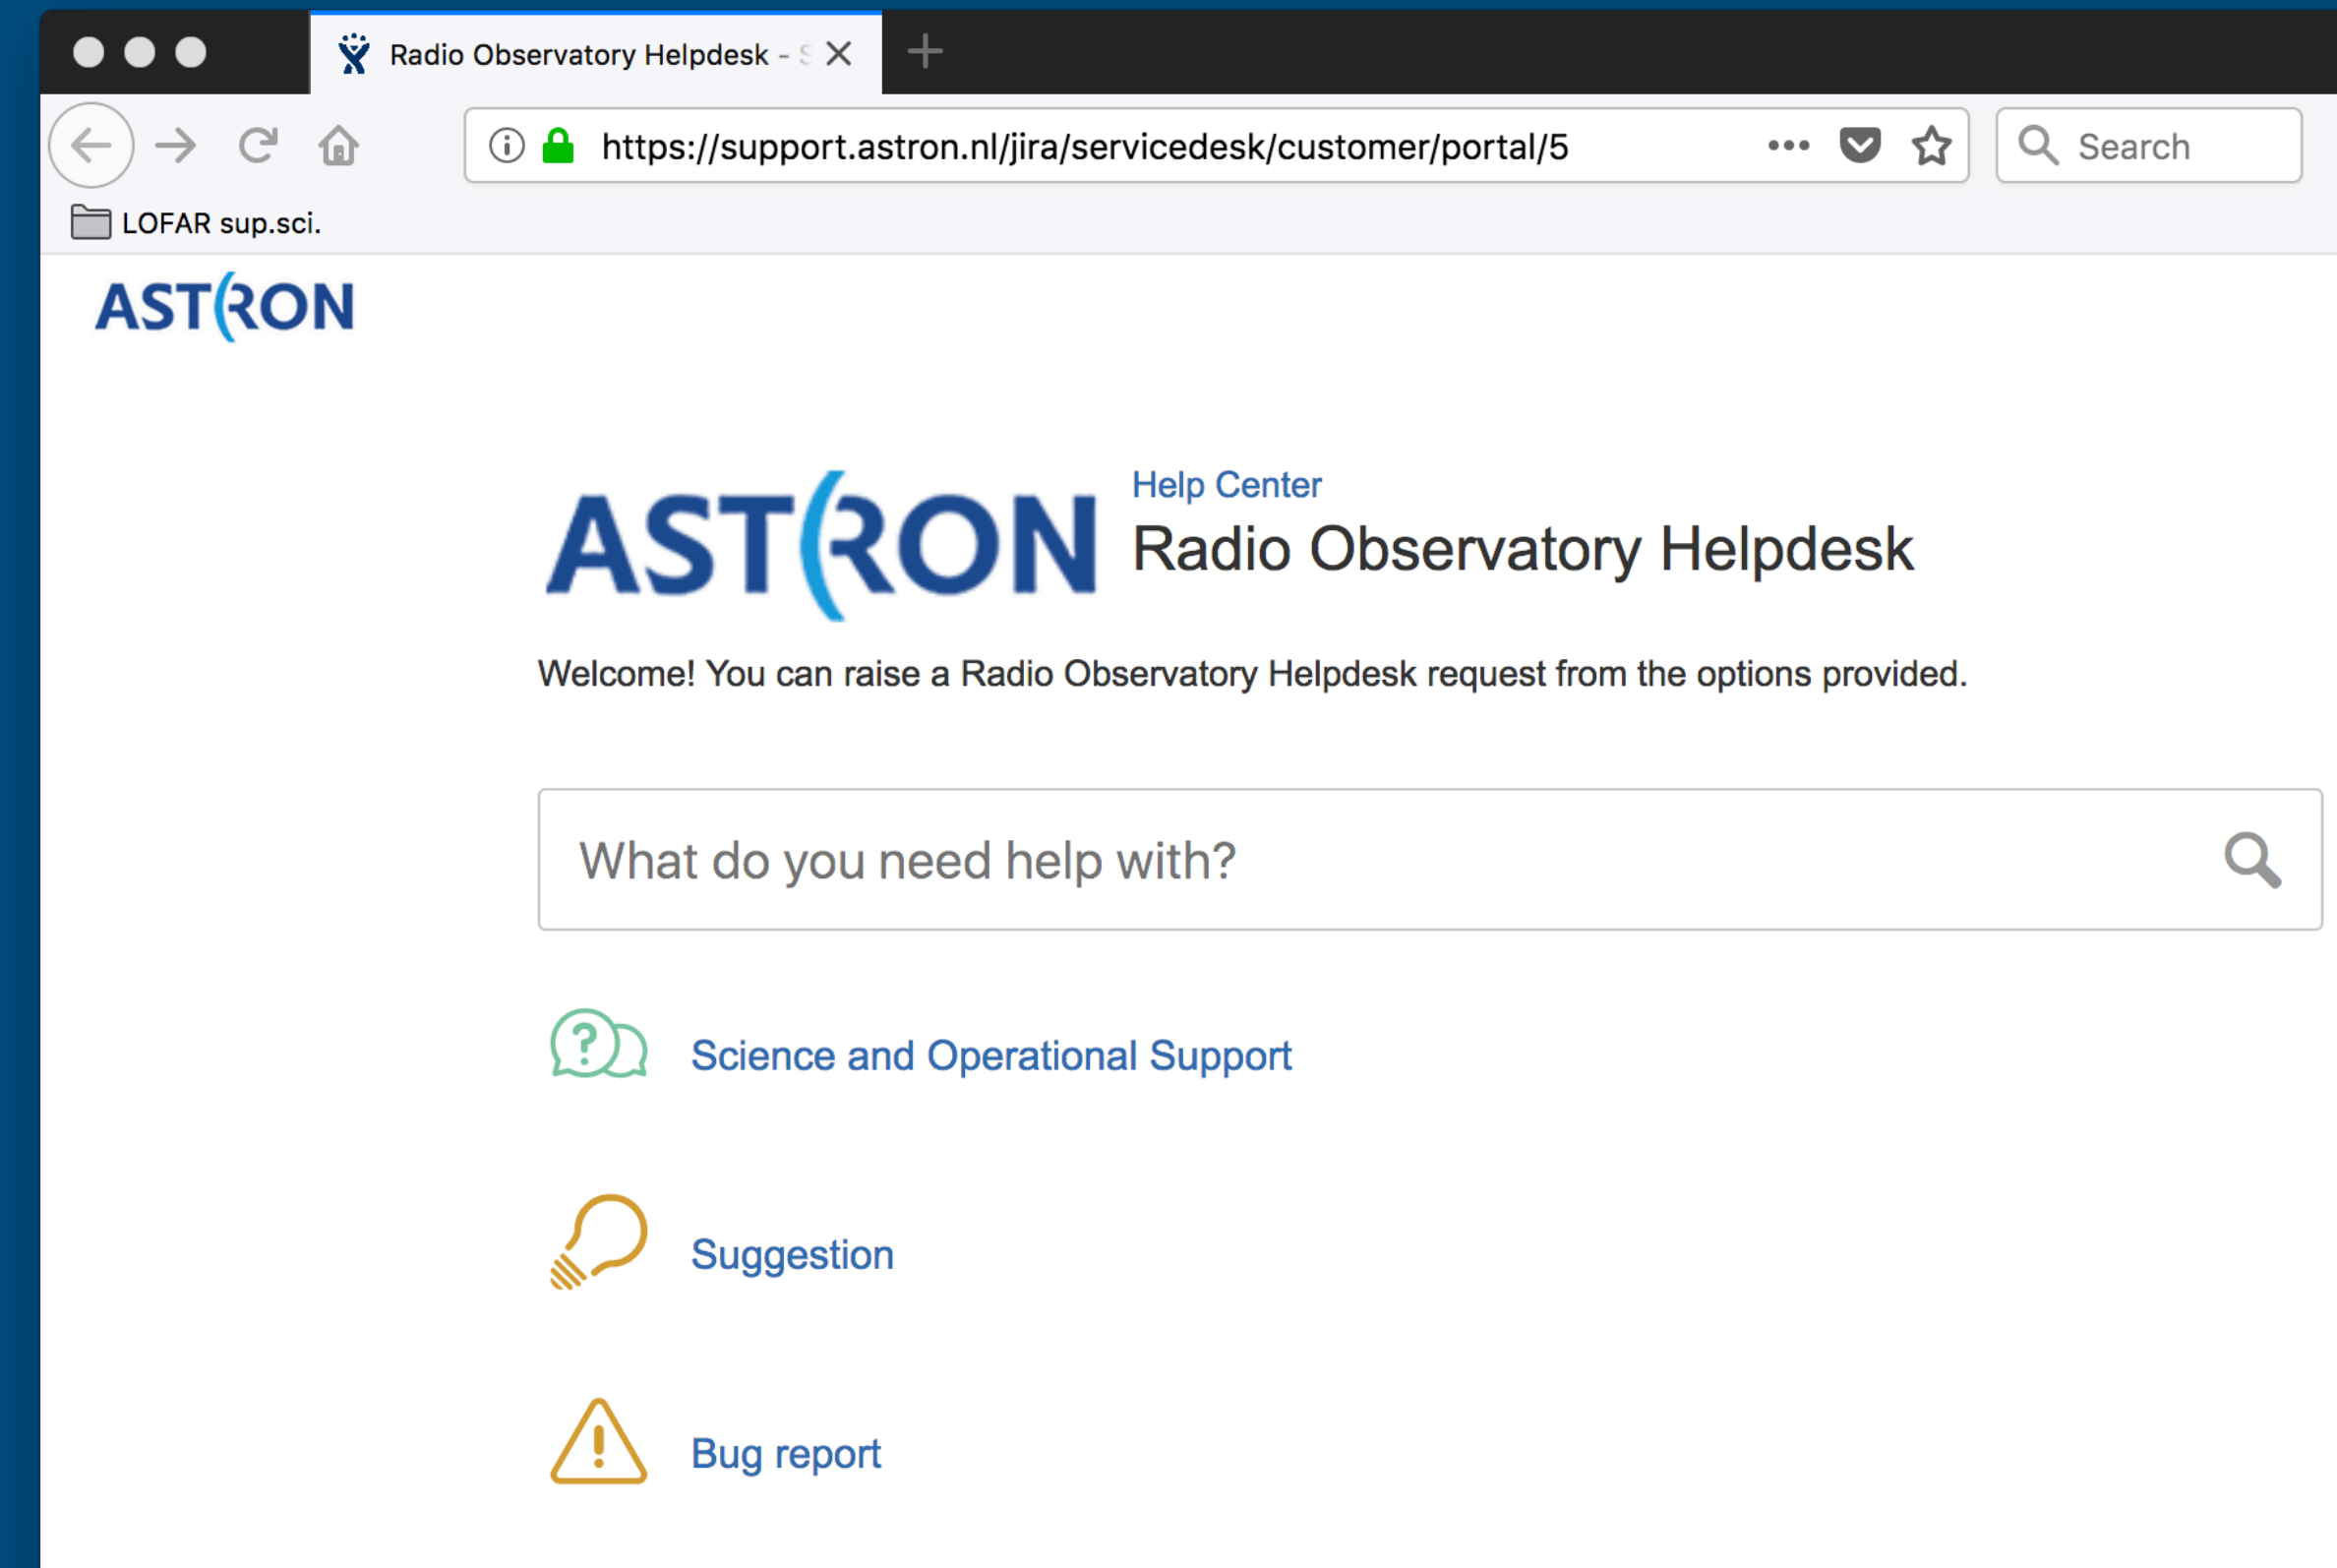 Radio Observatory Helpdesk - S
https://support.astron.nl/jira/servicedesk/customer/portal/5
Search
LOFAR sup.sci.
ASTRON
ASTRON
Help Center
Radio Observatory Helpdesk
Welcome! You can raise a Radio Observatory Helpdesk request from the options provided.
What do you need help with?
Science and Operational Support
Suggestion
Bug report